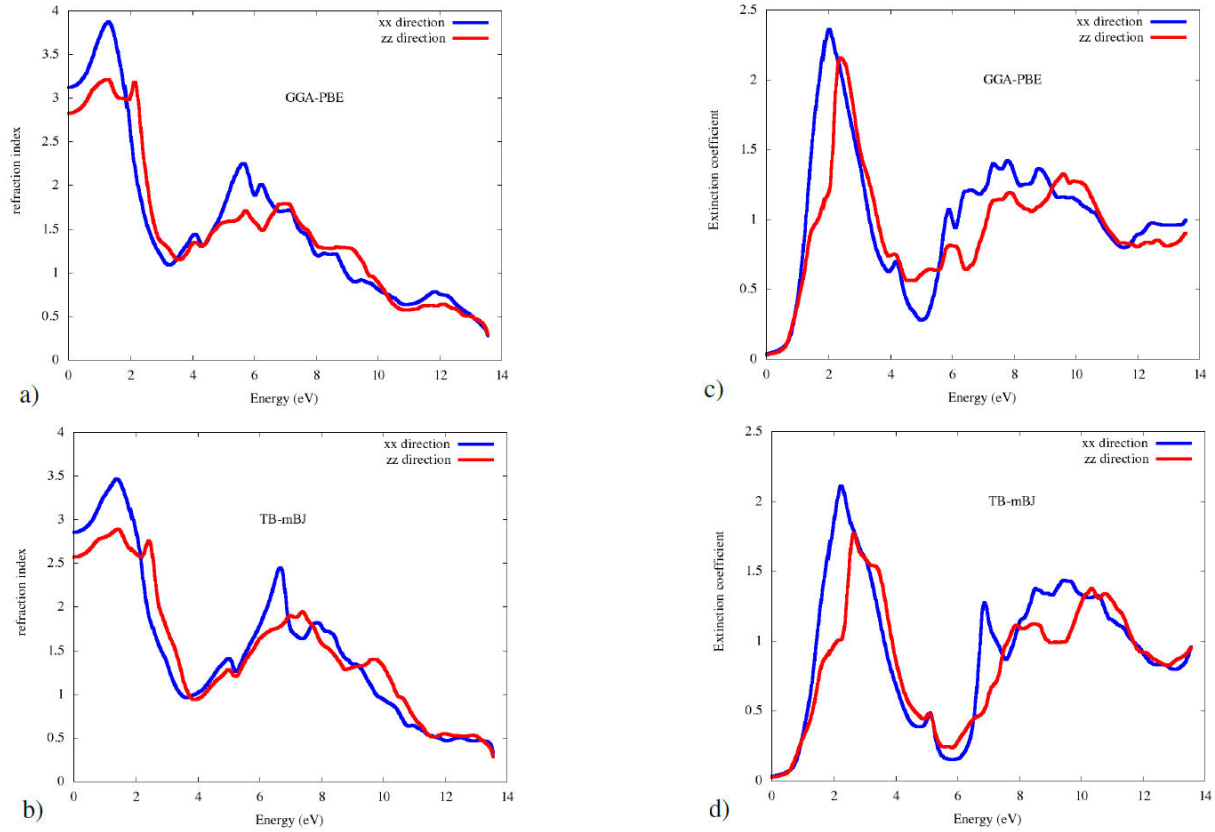 4
3.5
3
2.5
2
1.5
1
0.5
0
refraction index
xx direction
zz direction
GGA-PBE
0 2 4 6 8 10 12 14
Energy (eV)
a)
2.5
2
1.5
1
0.5
0
Extinction coefficient
xx direction
zz direction
GGA-PBE
0 2 4 6 8 10 12 14
Energy (eV)
c)
4
3.5
3
2.5
2
1.5
1
0.5
0
refraction index
xx direction
zz direction
TB-mBJ
0 2 4 6 8 10 12 14
Energy (eV)
b)
2.5
2
1.5
1
0.5
0
Extinction coefficient
xx direction
zz direction
TB-mBJ
0 2 4 6 8 10 12 14
Energy (eV)
d)